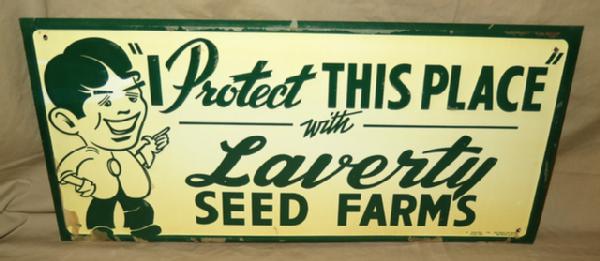 "I Protect THIS PLACE"
with
Laverty
SEED FARMS